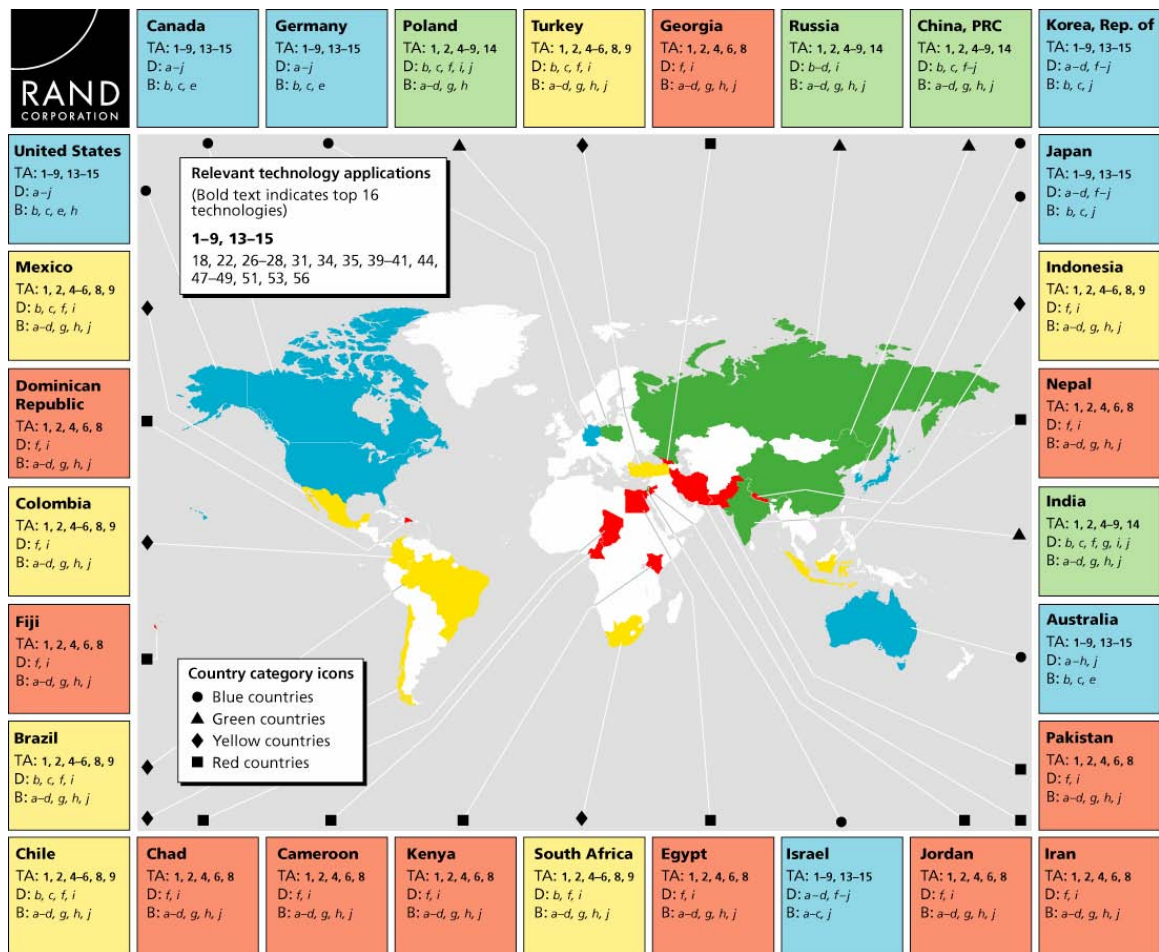 RAND
CORPORATION
Canada
TA: 1–9, 13–15
D: a–j
B: b, c, e
Germany
TA: 1–9, 13–15
D: a–j
B: b, c, e
Poland
TA: 1, 2, 4–9, 14
D: b, c, f, i, j
B: a–d, g, h
Turkey
TA: 1, 2, 4–6, 8, 9
D: b, c, f, i
B: a–d, g, h, j
Georgia
TA: 1, 2, 4, 6, 8
D: f, i
B: a–d, g, h, j
Russia
TA: 1, 2, 4–9, 14
D: b–d, i
B: a–d, g, h, j
China, PRC
TA: 1, 2, 4–9, 14
D: b, c, f–j
B: a–d, g, h, j
Korea, Rep. of
TA: 1–9, 13–15
D: a–d, f–j
B: b, c, j
United States
TA: 1–9, 13–15
D: a–j
B: b, c, e, h
Relevant technology applications
(Bold text indicates top 16
technologies)
1–9, 13–15
18, 22, 26–28, 31, 34, 35, 39–41, 44,
47–49, 51, 53, 56
Japan
TA: 1–9, 13–15
D: a–d, f–j
B: b, c, j
Mexico
TA: 1, 2, 4–6, 8, 9
D: b, c, f, i
B: a–d, g, h, j
Indonesia
TA: 1, 2, 4–6, 8, 9
D: f, i
B: a–d, g, h, j
Dominican
Republic
TA: 1, 2, 4, 6, 8
D: f, i
B: a–d, g, h, j
Nepal
TA: 1, 2, 4, 6, 8
D: f, i
B: a–d, g, h, j
Colombia
TA: 1, 2, 4–6, 8, 9
D: f, i
B: a–d, g, h, j
India
TA: 1, 2, 4–9, 14
D: b, c, f, g, i, j
B: a–d, g, h, j
Fiji
TA: 1, 2, 4, 6, 8
D: f, i
B: a–d, g, h, j
Country category icons
Blue countries
Green countries
Yellow countries
Red countries
Australia
TA: 1–9, 13–15
D: a–h, j
B: b, c, e
Brazil
TA: 1, 2, 4–6, 8, 9
D: b, c, f, i
B: a–d, g, h, j
Pakistan
TA: 1, 2, 4, 6, 8
D: f, i
B: a–d, g, h, j
Chile
TA: 1, 2, 4–6, 8, 9
D: b, c, f, i
B: a–d, g, h, j
Chad
TA: 1, 2, 4, 6, 8
D: f, i
B: a–d, g, h, j
Cameroon
TA: 1, 2, 4, 6, 8
D: f, i
B: a–d, g, h, j
Kenya
TA: 1, 2, 4, 6, 8
D: f, i
B: a–d, g, h, j
South Africa
TA: 1, 2, 4–6, 8, 9
D: b, f, i
B: a–d, g, h, j
Egypt
TA: 1, 2, 4, 6, 8
D: f, i
B: a–d, g, h, j
Israel
TA: 1–9, 13–15
D: a–d, f–j
B: a–c, j
Jordan
TA: 1, 2, 4, 6, 8
D: f, i
B: a–d, g, h, j
Iran
TA: 1, 2, 4, 6, 8
D: f, i
B: a–d, g, h, j